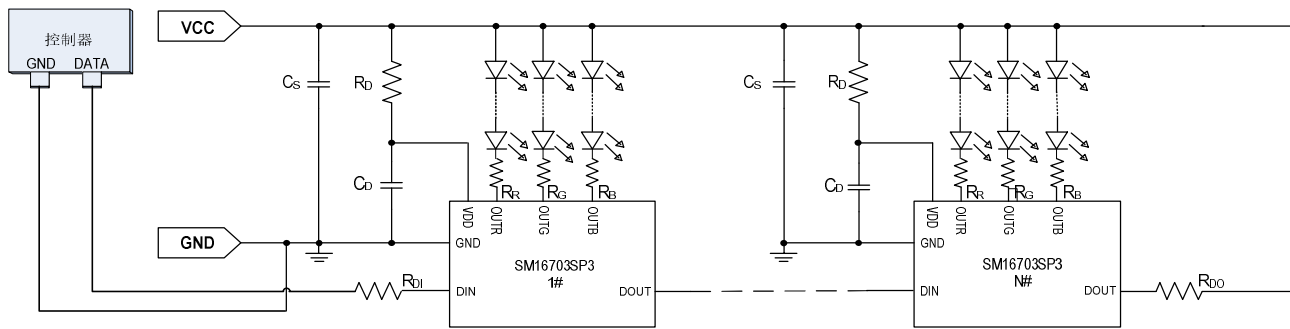 控制器
GND DATA
VCC
CS
RD
CD
RR
RG
RB
VDD
OUTR
OUTG
OUTB
GND
GND
SM16703SP3
1#
DIN
DOUT
RDI
CS
RD
CD
RR
RG
RB
VDD
OUTR
OUTG
OUTB
GND
SM16703SP3
N#
DIN
DOUT
RDO